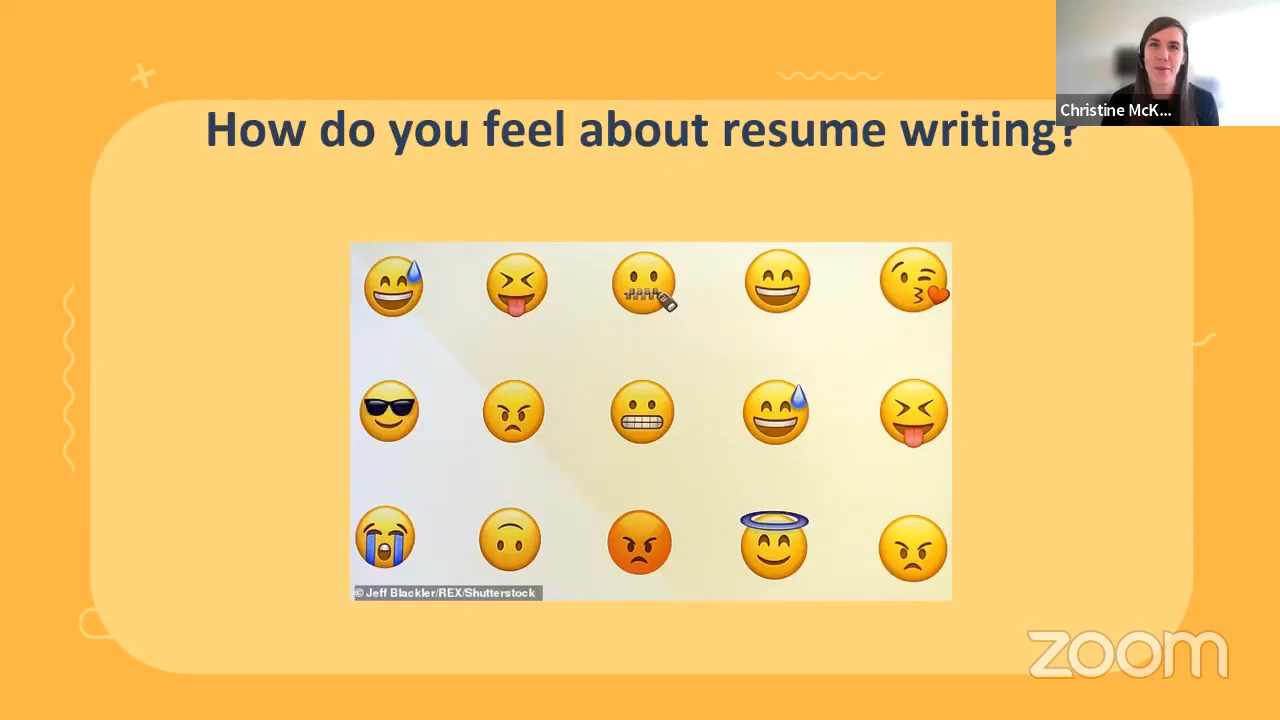 How do you feel about resume writing?
Christine McK...
© Jeff Blackler/REX/Shutterstock
zoom